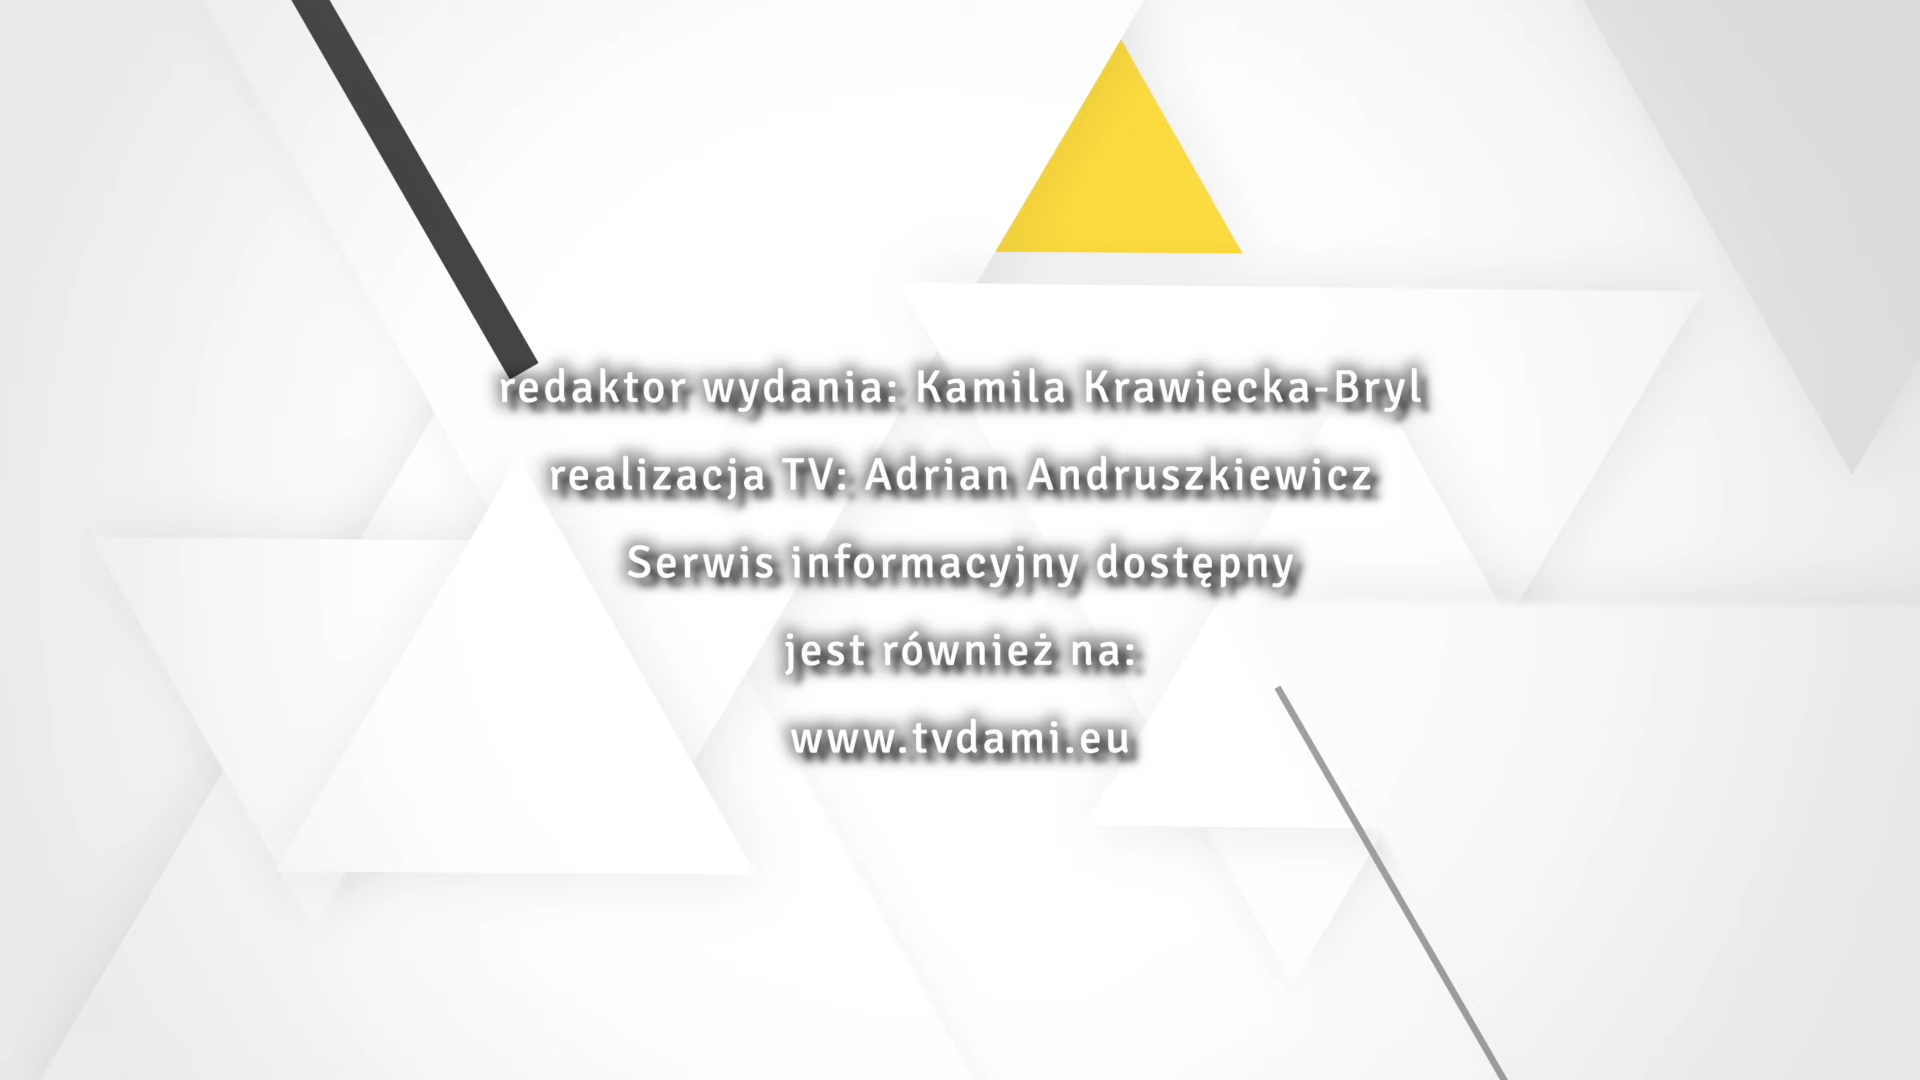 redaktor wydania: Kamila Krawiecka-Bryl
realizacja TV: Adrian Andruszkiewicz
Serwis informacyjny dostępny
jest również na:
www.tvdami.eu